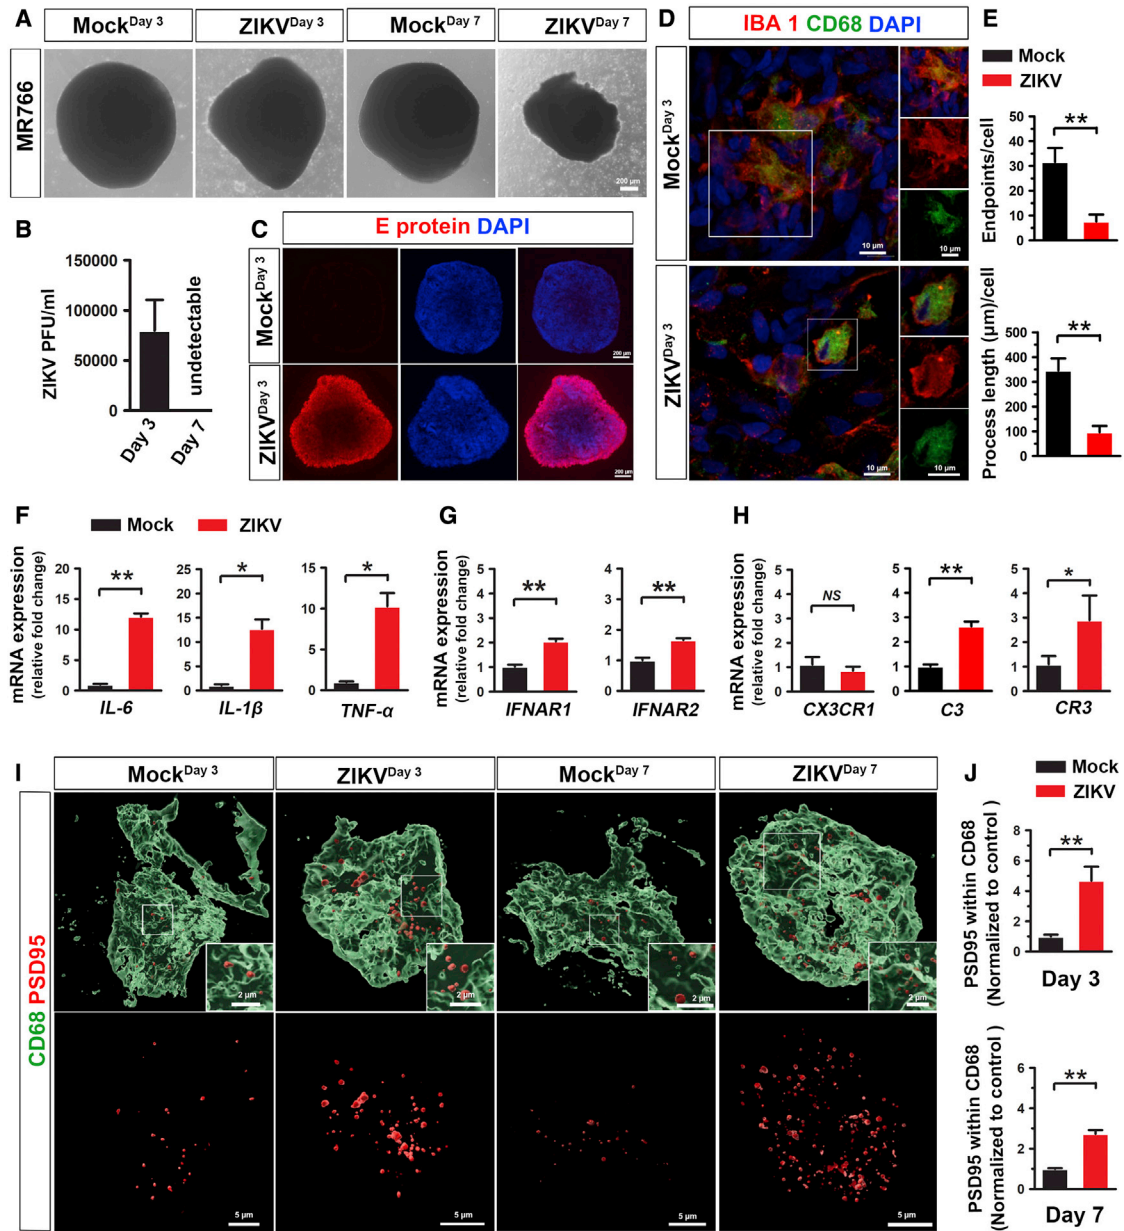 A
Mock^Day 3
ZIKV^Day 3
Mock^Day 7
ZIKV^Day 7
MR766
200 μm
B
ZIKV PFU/ml
150000
100000
50000
0
Day 3
Day 7
undetectable
C
E protein DAPI
Mock^Day 3
ZIKV^Day 3
200 μm
200 μm
D
IBA 1 CD68 DAPI
Mock^Day 3
ZIKV^Day 3
10 μm
10 μm
10 μm
10 μm
E
Mock
ZIKV
Endpoints/cell
50
40
30
20
10
0
**
Process length (μm)/cell
500
400
300
200
100
0
**
F
Mock
ZIKV
mRNA expression
(relative fold change)
20
15
10
5
0
**
IL-6
25
20
15
10
5
0
*
IL-1β
15
10
5
0
*
TNF-α
G
mRNA expression
(relative fold change)
5
4
3
2
1
0
**
IFNAR1
4
3
2
1
0
**
IFNAR2
H
mRNA expression
(relative fold change)
5
4
3
2
1
0
NS
CX3CR1
5
4
3
2
1
0
**
C3
5
4
3
2
1
0
*
CR3
I
Mock^Day 3
ZIKV^Day 3
Mock^Day 7
ZIKV^Day 7
CD68 PSD95
2 μm
2 μm
2 μm
2 μm
5 μm
5 μm
5 μm
5 μm
J
Mock
ZIKV
PSD95 within CD68
(Normalized to control )
8
6
4
2
0
**
Day 3
PSD95 within CD68
(Normalized to control )
6
4
2
0
**
Day 7